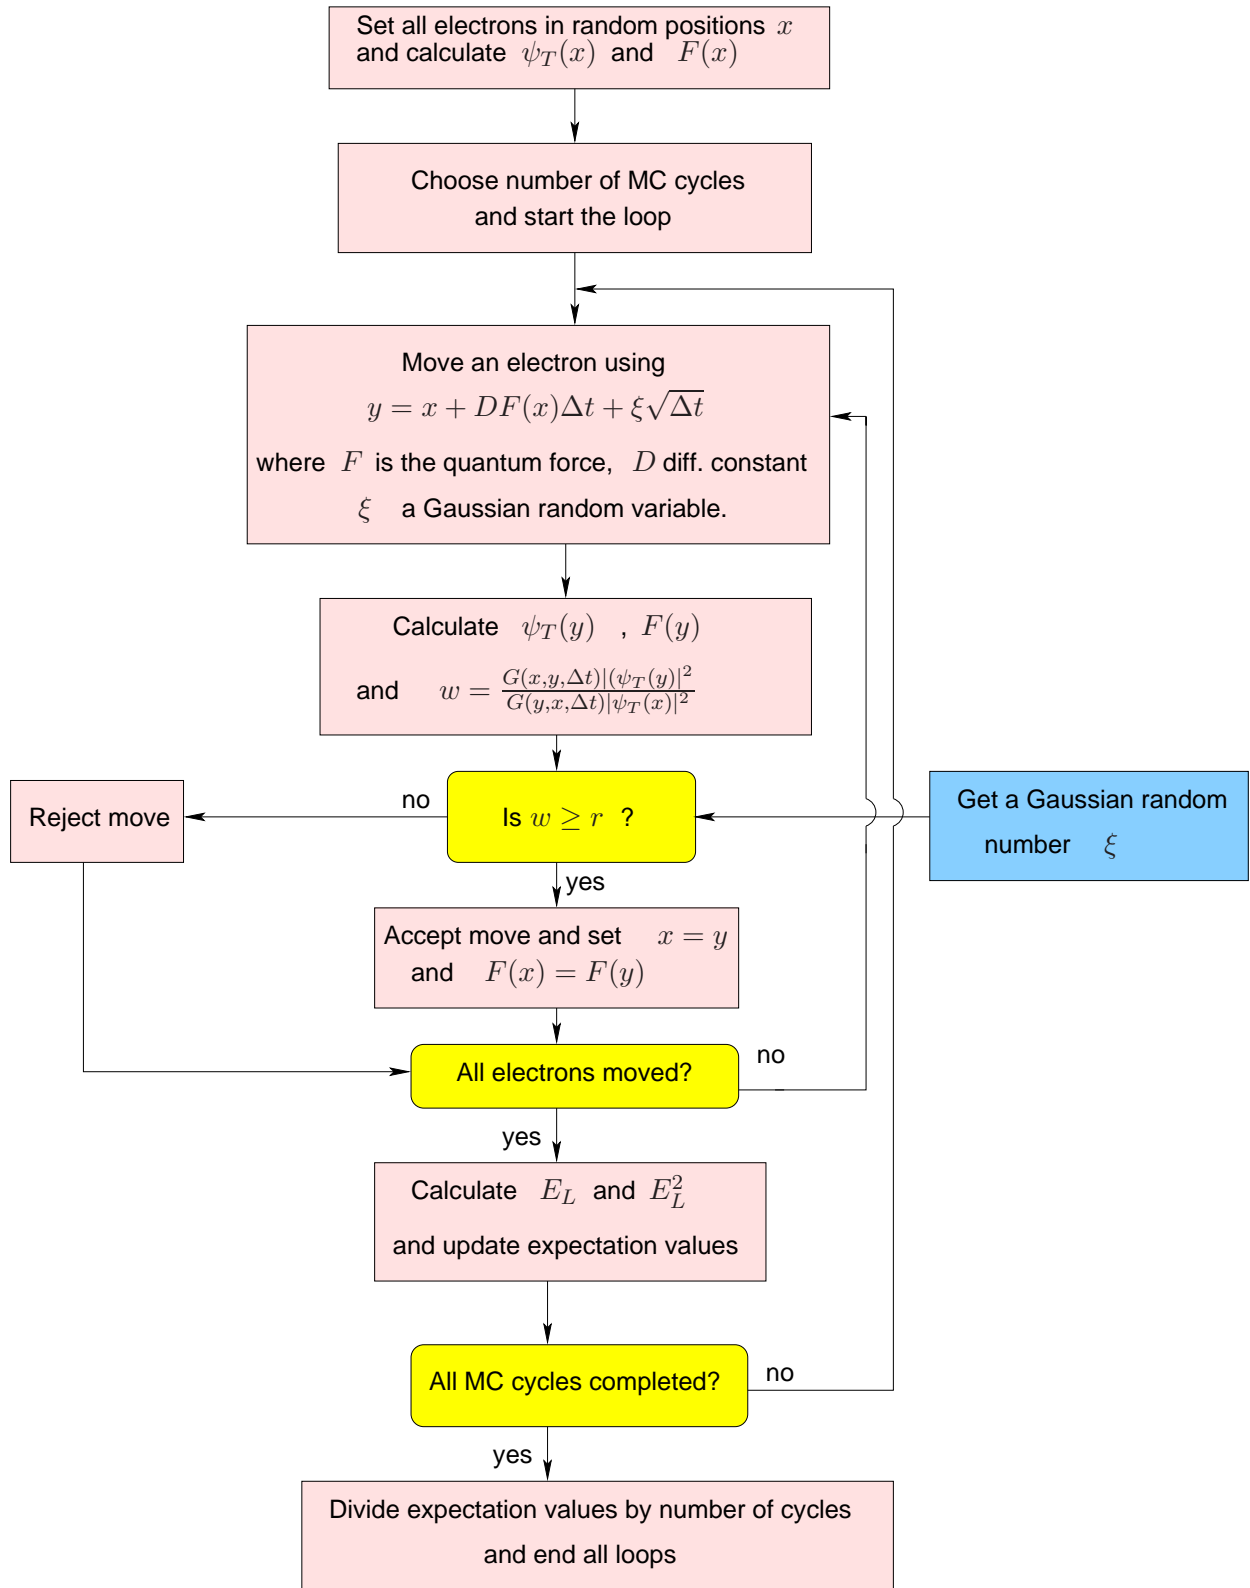 Set all electrons in random positions x
and calculate ψ_T(x) and F(x)
Choose number of MC cycles
and start the loop
Move an electron using
y = x + DF(x)Δt + ξ√Δt
where F is the quantum force, D diff. constant
ξ a Gaussian random variable.
Calculate ψ_T(y) , F(y)
and w = G(x,y,Δt)|(ψ_T(y)|² / G(y,x,Δt)|ψ_T(x)|²
Reject move
no
Is w ≥ r ?
Get a Gaussian random
number ξ
yes
Accept move and set x = y
and F(x) = F(y)
All electrons moved?
no
yes
Calculate E_L and E_L²
and update expectation values
All MC cycles completed?
no
yes
Divide expectation values by number of cycles
and end all loops